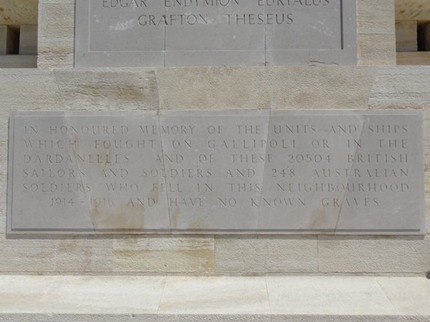 EDGAR ENDYMION EURYALUS
GRAFTON THESEUS
IN HONOURED MEMORY OF THE UNITS AND SHIPS
WHICH FOUGHT ON GALLIPOLI OR IN THE
DARDANELLES AND OF THESE 20504 BRITISH
SAILORS AND SOLDIERS AND 248 AUSTRALIAN
SOLDIERS WHO FELL IN THIS NEIGHBOURHOOD
1914-1916 AND HAVE NO KNOWN GRAVES